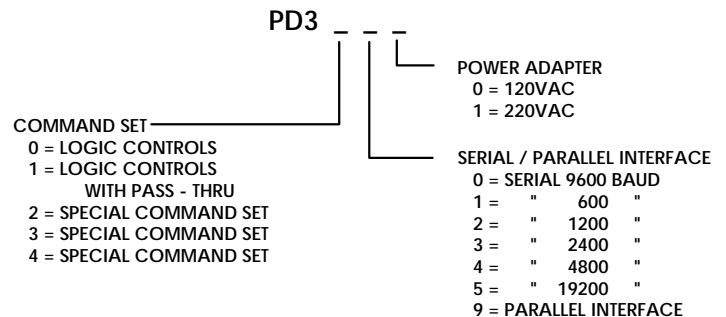 PD3 _ _ _
POWER ADAPTER
0 = 120VAC
1 = 220VAC
COMMAND SET
0 = LOGIC CONTROLS
1 = LOGIC CONTROLS
WITH PASS - THRU
2 = SPECIAL COMMAND SET
3 = SPECIAL COMMAND SET
4 = SPECIAL COMMAND SET
SERIAL / PARALLEL INTERFACE
0 = SERIAL 9600 BAUD
1 = " 600 "
2 = " 1200 "
3 = " 2400 "
4 = " 4800 "
5 = " 19200 "
9 = PARALLEL INTERFACE